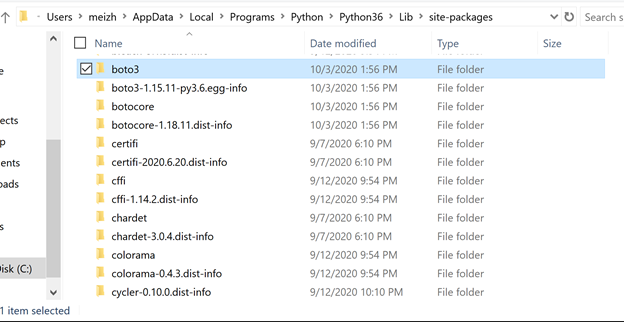 « Users > meizh > AppData > Local > Programs > Python > Python36 > Lib > site-packages Search s
Name Date modified Type Size
boto3 10/3/2020 1:56 PM File folder
boto3-1.15.11-py3.6.egg-info 10/3/2020 1:56 PM File folder
botocore 10/3/2020 1:56 PM File folder
botocore-1.18.11.dist-info 10/3/2020 1:56 PM File folder
certifi 9/7/2020 6:10 PM File folder
certifi-2020.6.20.dist-info 9/7/2020 6:10 PM File folder
cffi 9/12/2020 9:54 PM File folder
cffi-1.14.2.dist-info 9/12/2020 9:54 PM File folder
chardet 9/7/2020 6:10 PM File folder
chardet-3.0.4.dist-info 9/7/2020 6:10 PM File folder
colorama 9/12/2020 9:54 PM File folder
colorama-0.4.3.dist-info 9/12/2020 9:54 PM File folder
cycler-0.10.0.dist-info 9/12/2020 10:10 PM File folder
e
ects
p
ents
oads
s
isk (C:)
1 item selected